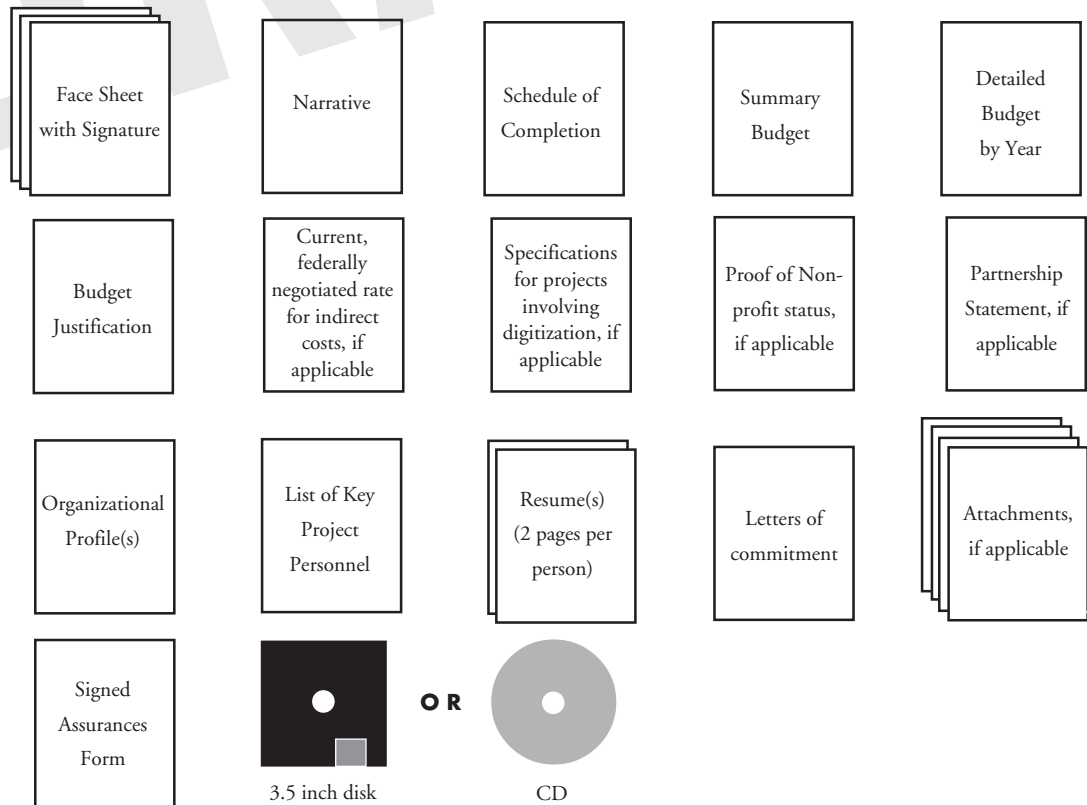 Face Sheet
with Signature
Narrative
Schedule of
Completion
Summary
Budget
Detailed
Budget
by Year
Budget
Justification
Current,
federally
negotiated rate
for indirect
costs, if
applicable
Specifications
for projects
involving
digitization, if
applicable
Proof of Non-
profit status,
if applicable
Partnership
Statement, if
applicable
Organizational
Profile(s)
List of Key
Project
Personnel
Resume(s)
(2 pages per
person)
Letters of
commitment
Attachments,
if applicable
Signed
Assurances
Form
3.5 inch disk
OR
CD